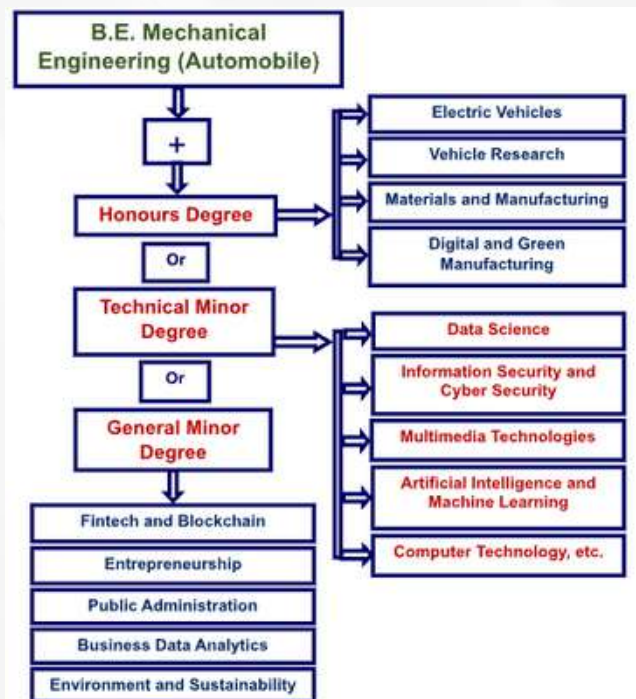 B.E. Mechanical
Engineering (Automobile)
+
Honours Degree
Or
Technical Minor
Degree
Or
General Minor
Degree
Fintech and Blockchain
Entrepreneurship
Public Administration
Business Data Analytics
Environment and Sustainability
Electric Vehicles
Vehicle Research
Materials and Manufacturing
Digital and Green
Manufacturing
Data Science
Information Security and
Cyber Security
Multimedia Technologies
Artificial Intelligence and
Machine Learning
Computer Technology, etc.